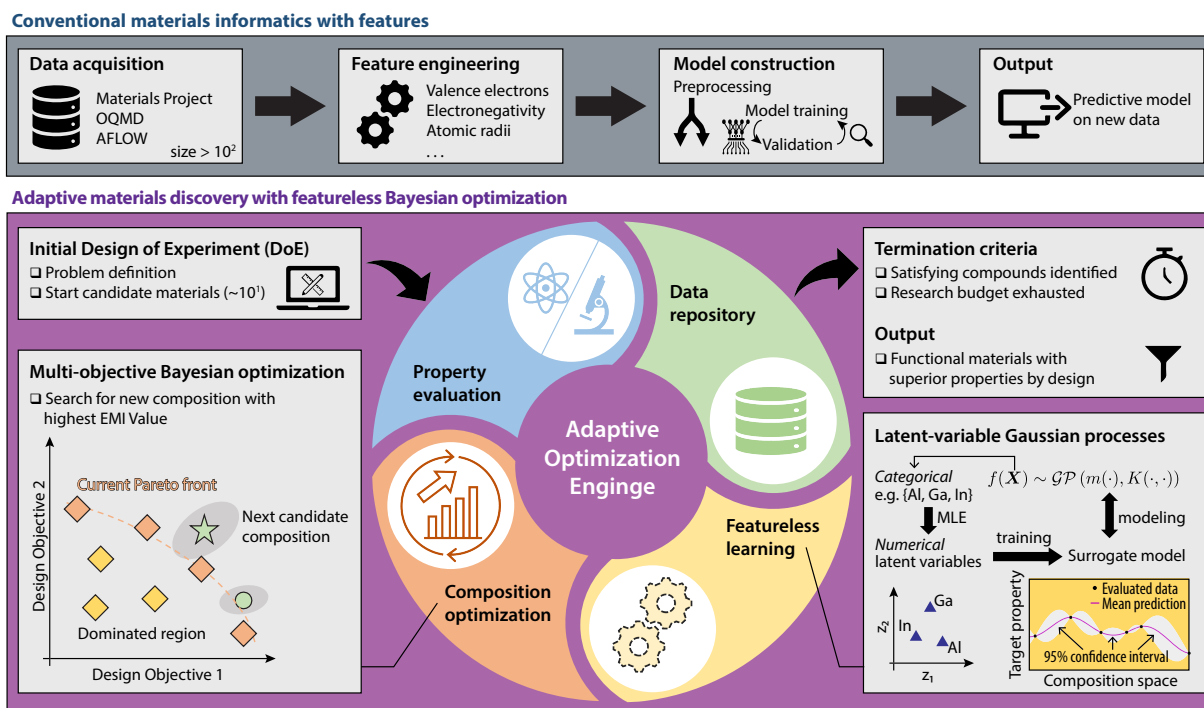 Conventional materials informatics with features
Data acquisition
Materials Project
OQMD
AFLOW
size > 10²
Feature engineering
Valence electrons
Electronegativity
Atomic radii
...
Model construction
Preprocessing
Model training
Validation
Output
Predictive model
on new data
Adaptive materials discovery with featureless Bayesian optimization
Initial Design of Experiment (DoE)
❑ Problem definition
❑ Start candidate materials (~10¹)
Multi-objective Bayesian optimization
❑ Search for new composition with
highest EMI Value
Design Objective 2
Current Pareto front
Next candidate
composition
Dominated region
Design Objective 1
Property
evaluation
Data
repository
Adaptive
Optimization
Enginge
Composition
optimization
Featureless
learning
Termination criteria
❑ Satisfying compounds identified
❑ Research budget exhausted
Output
❑ Functional materials with
superior properties by design
Latent-variable Gaussian processes
Categorical
e.g. {Al, Ga, In}
f(X) ~ GP (m(·), K(·, ·))
MLE
modeling
Numerical
latent variables
training
Surrogate model
z₂
Ga
In
Al
z₁
Target property
• Evaluated data
Mean prediction
95% confidence interval
Composition space